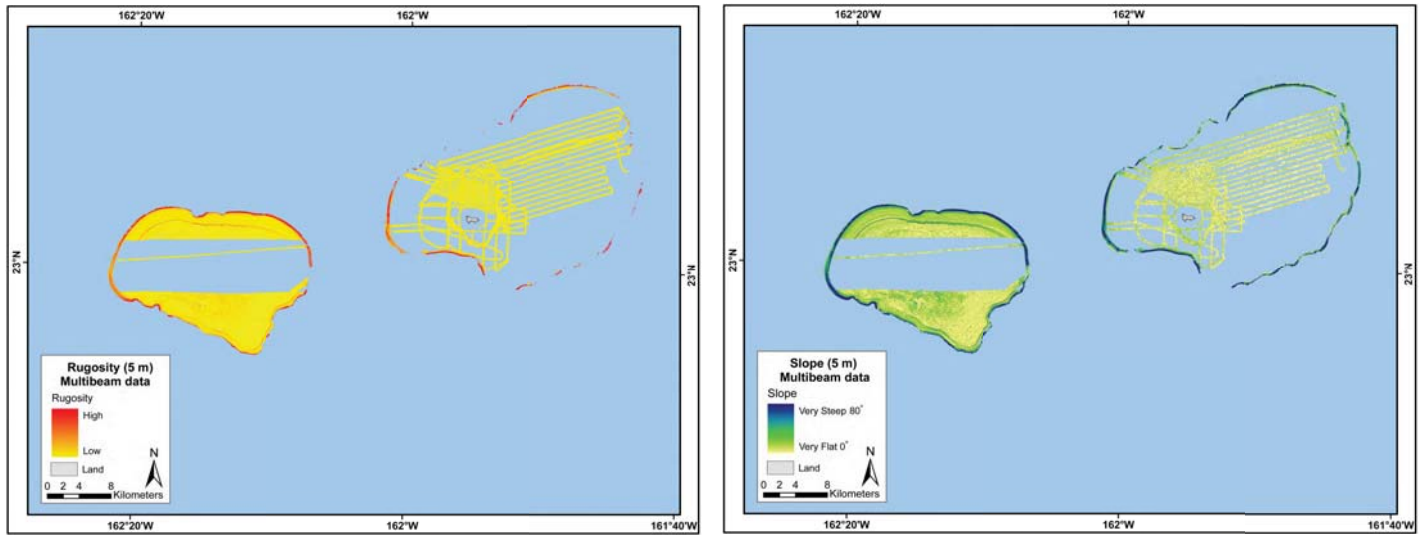 162°20'W
162°W
23°N
23°N
Rugosity (5 m)
Multibeam data
Rugosity
High
Low
Land
N
0 2 4 8
Kilometers
162°20'W
162°W
161°40'W
162°20'W
162°W
23°N
23°N
Slope (5 m)
Multibeam data
Slope
Very Steep 80°
Very Flat 0°
Land
N
0 2 4 8
Kilometers
162°20'W
162°W
161°40'W